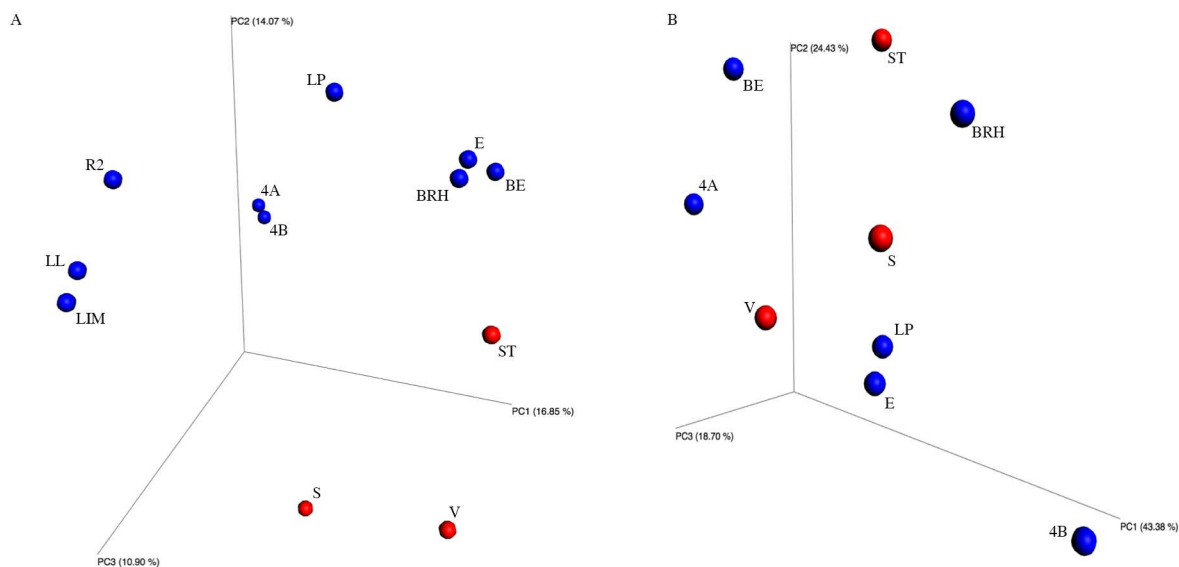 A
PC2 (14.07 %)
LP
E
BE
BRH
R2
4A
4B
LL
LIM
ST
PC1 (16.85 %)
S
V
PC3 (10.90 %)
B
PC2 (24.43 %)
ST
BE
BRH
4A
S
V
LP
E
PC3 (18.70 %)
PC1 (43.38 %)
4B